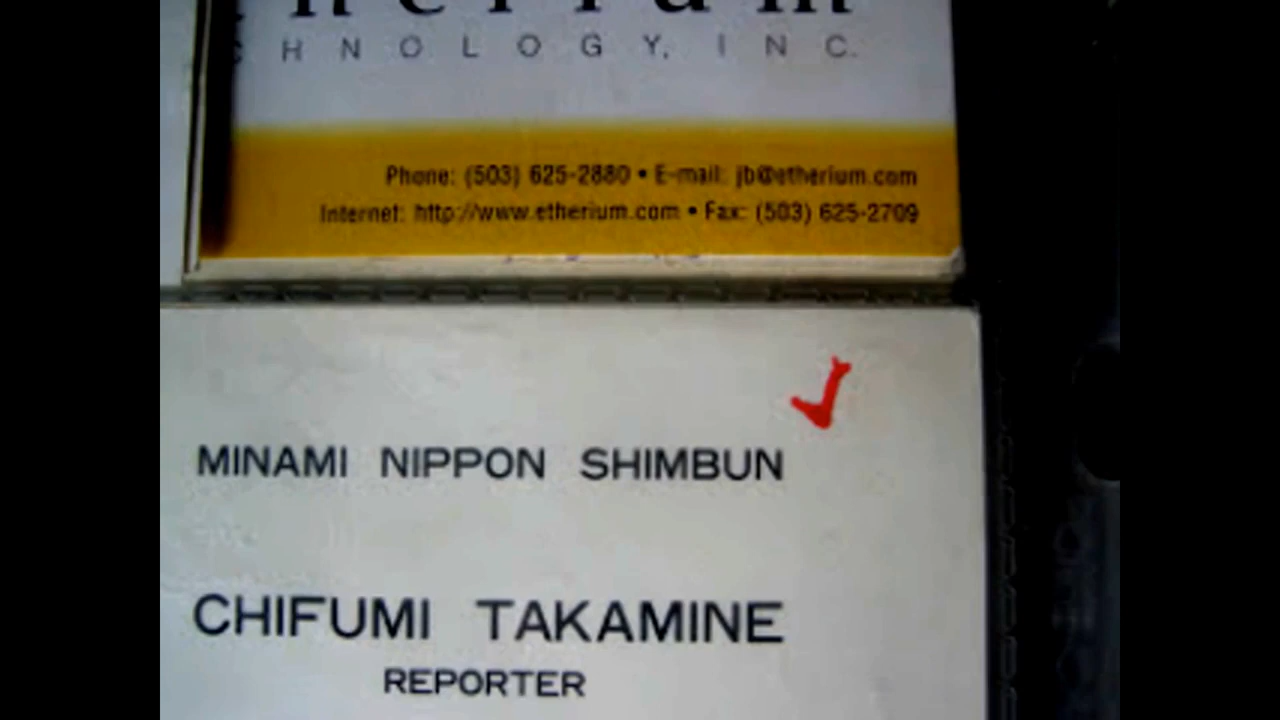 CHNOLOGY, INC.
Phone: (503) 625-2880 • E-mail: jb@etherium.com
Internet: http://www.etherium.com • Fax: (503) 625-2709
MINAMI NIPPON SHIMBUN
CHIFUMI TAKAMINE
REPORTER